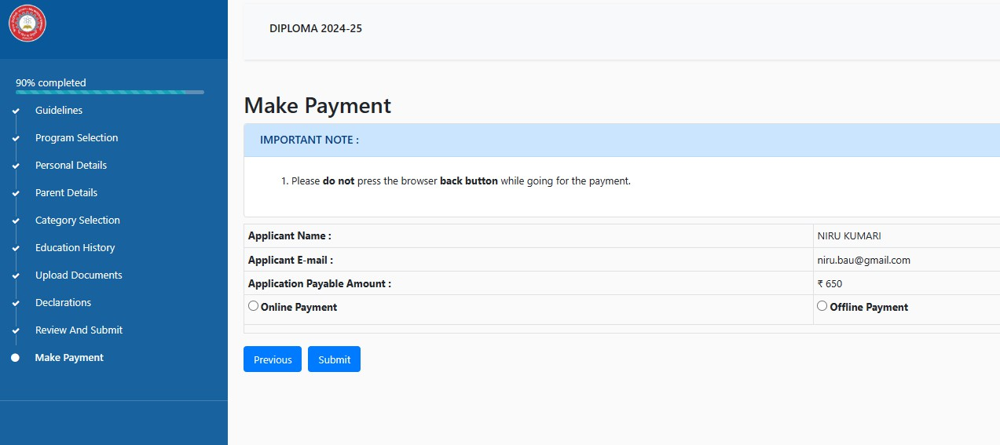 DIPLOMA 2024-25
90% completed
Guidelines
Program Selection
Personal Details
Parent Details
Category Selection
Education History
Upload Documents
Declarations
Review And Submit
Make Payment
Make Payment
IMPORTANT NOTE :
1. Please do not press the browser back button while going for the payment.
Applicant Name : NIRU KUMARI
Applicant E-mail : niru.bau@gmail.com
Application Payable Amount : ₹ 650
Online Payment Offline Payment
Previous Submit